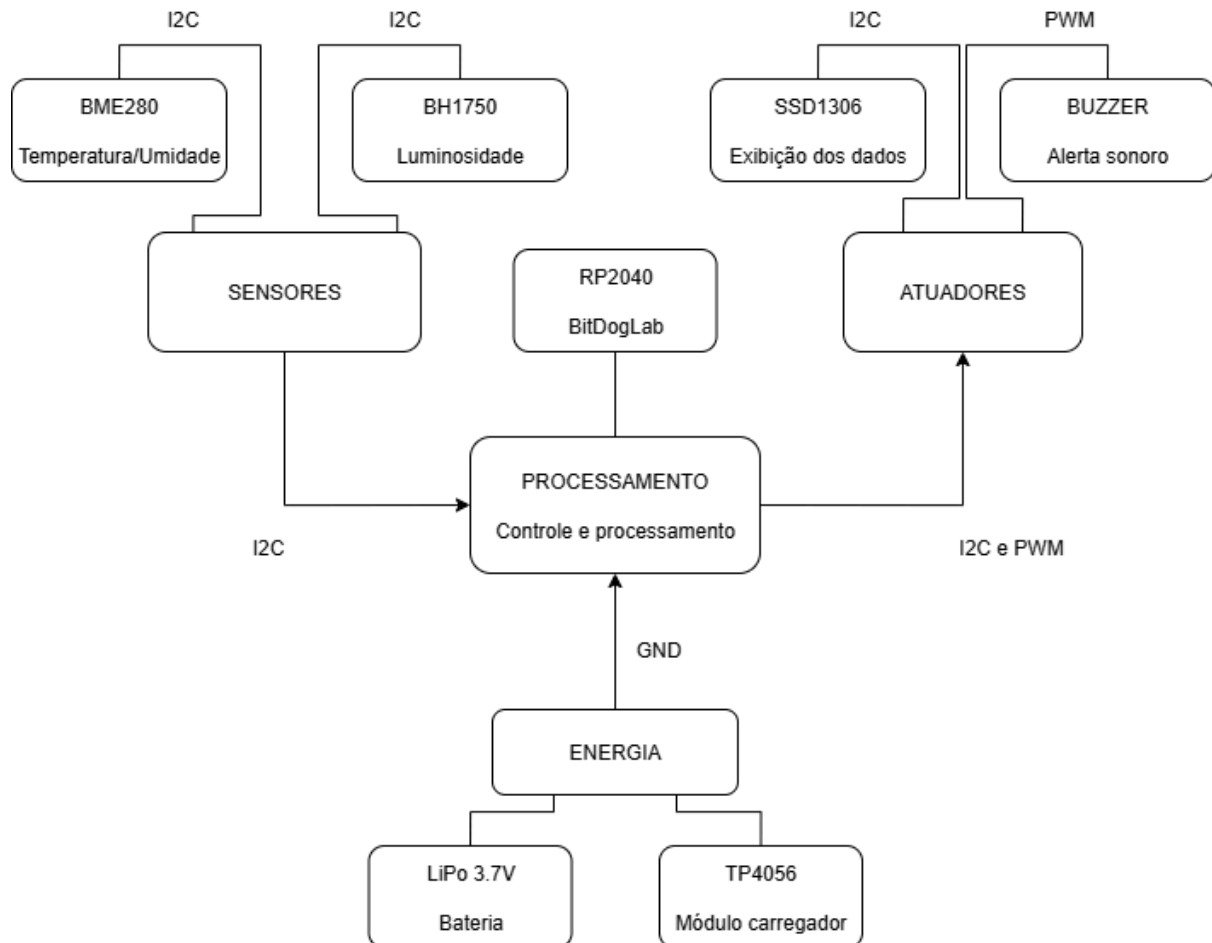 I2C
I2C
I2C
PWM
BME280
Temperatura/Umidade
BH1750
Luminosidade
SSD1306
Exibição dos dados
BUZZER
Alerta sonoro
SENSORES
RP2040
BitDogLab
ATUADORES
PROCESSAMENTO
Controle e processamento
I2C
I2C e PWM
GND
ENERGIA
LiPo 3.7V
Bateria
TP4056
Módulo carregador